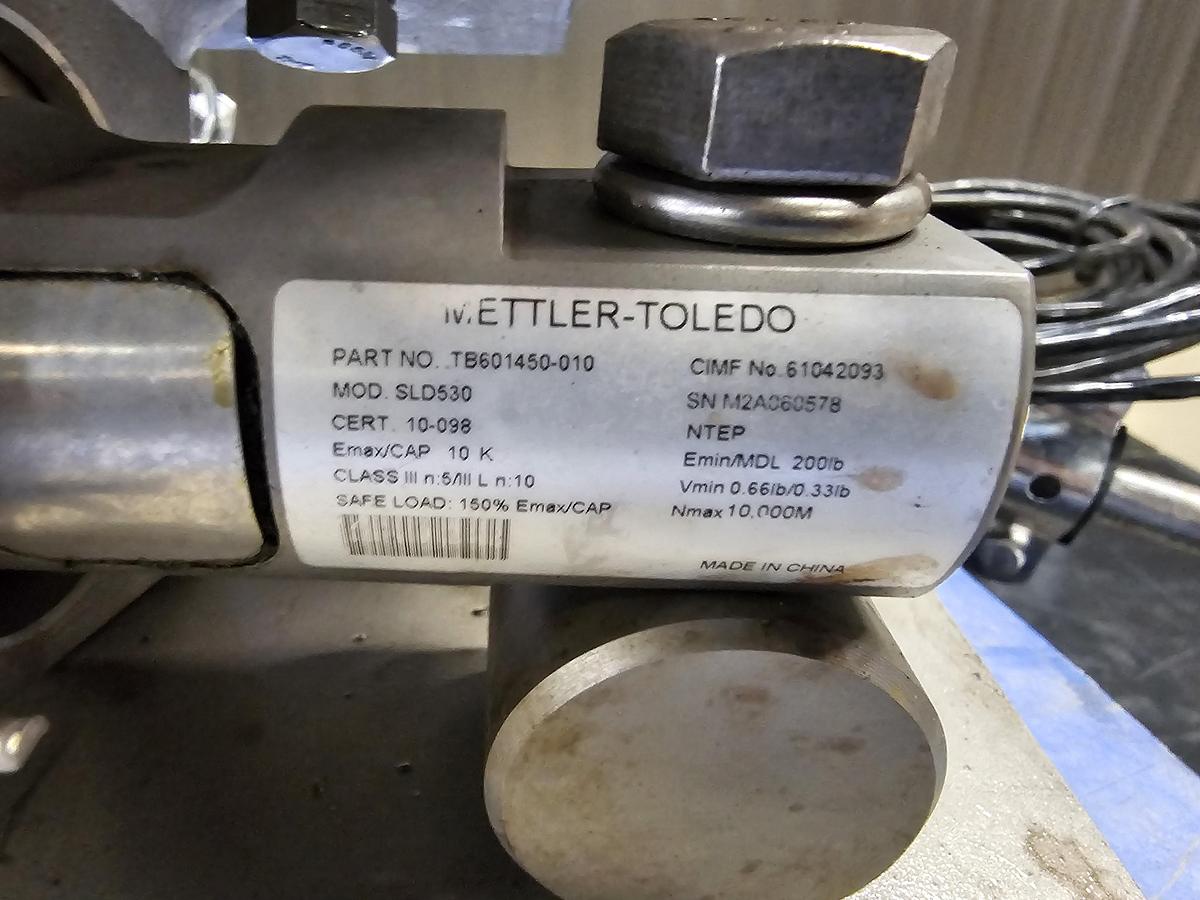 METTLER-TOLEDO
PART NO. TB601450-010
MOD. SLD530
CERT. 10-098
Emax/CAP 10 K
CLASS III n:5/III L n:10
SAFE LOAD: 150% Emax/CAP
CIMF No.61042093
SN M2A060578
NTEP
Emin/MDL 200lb
Vmin 0.66lb/0.33lb
Nmax 10,000M
MADE IN CHINA